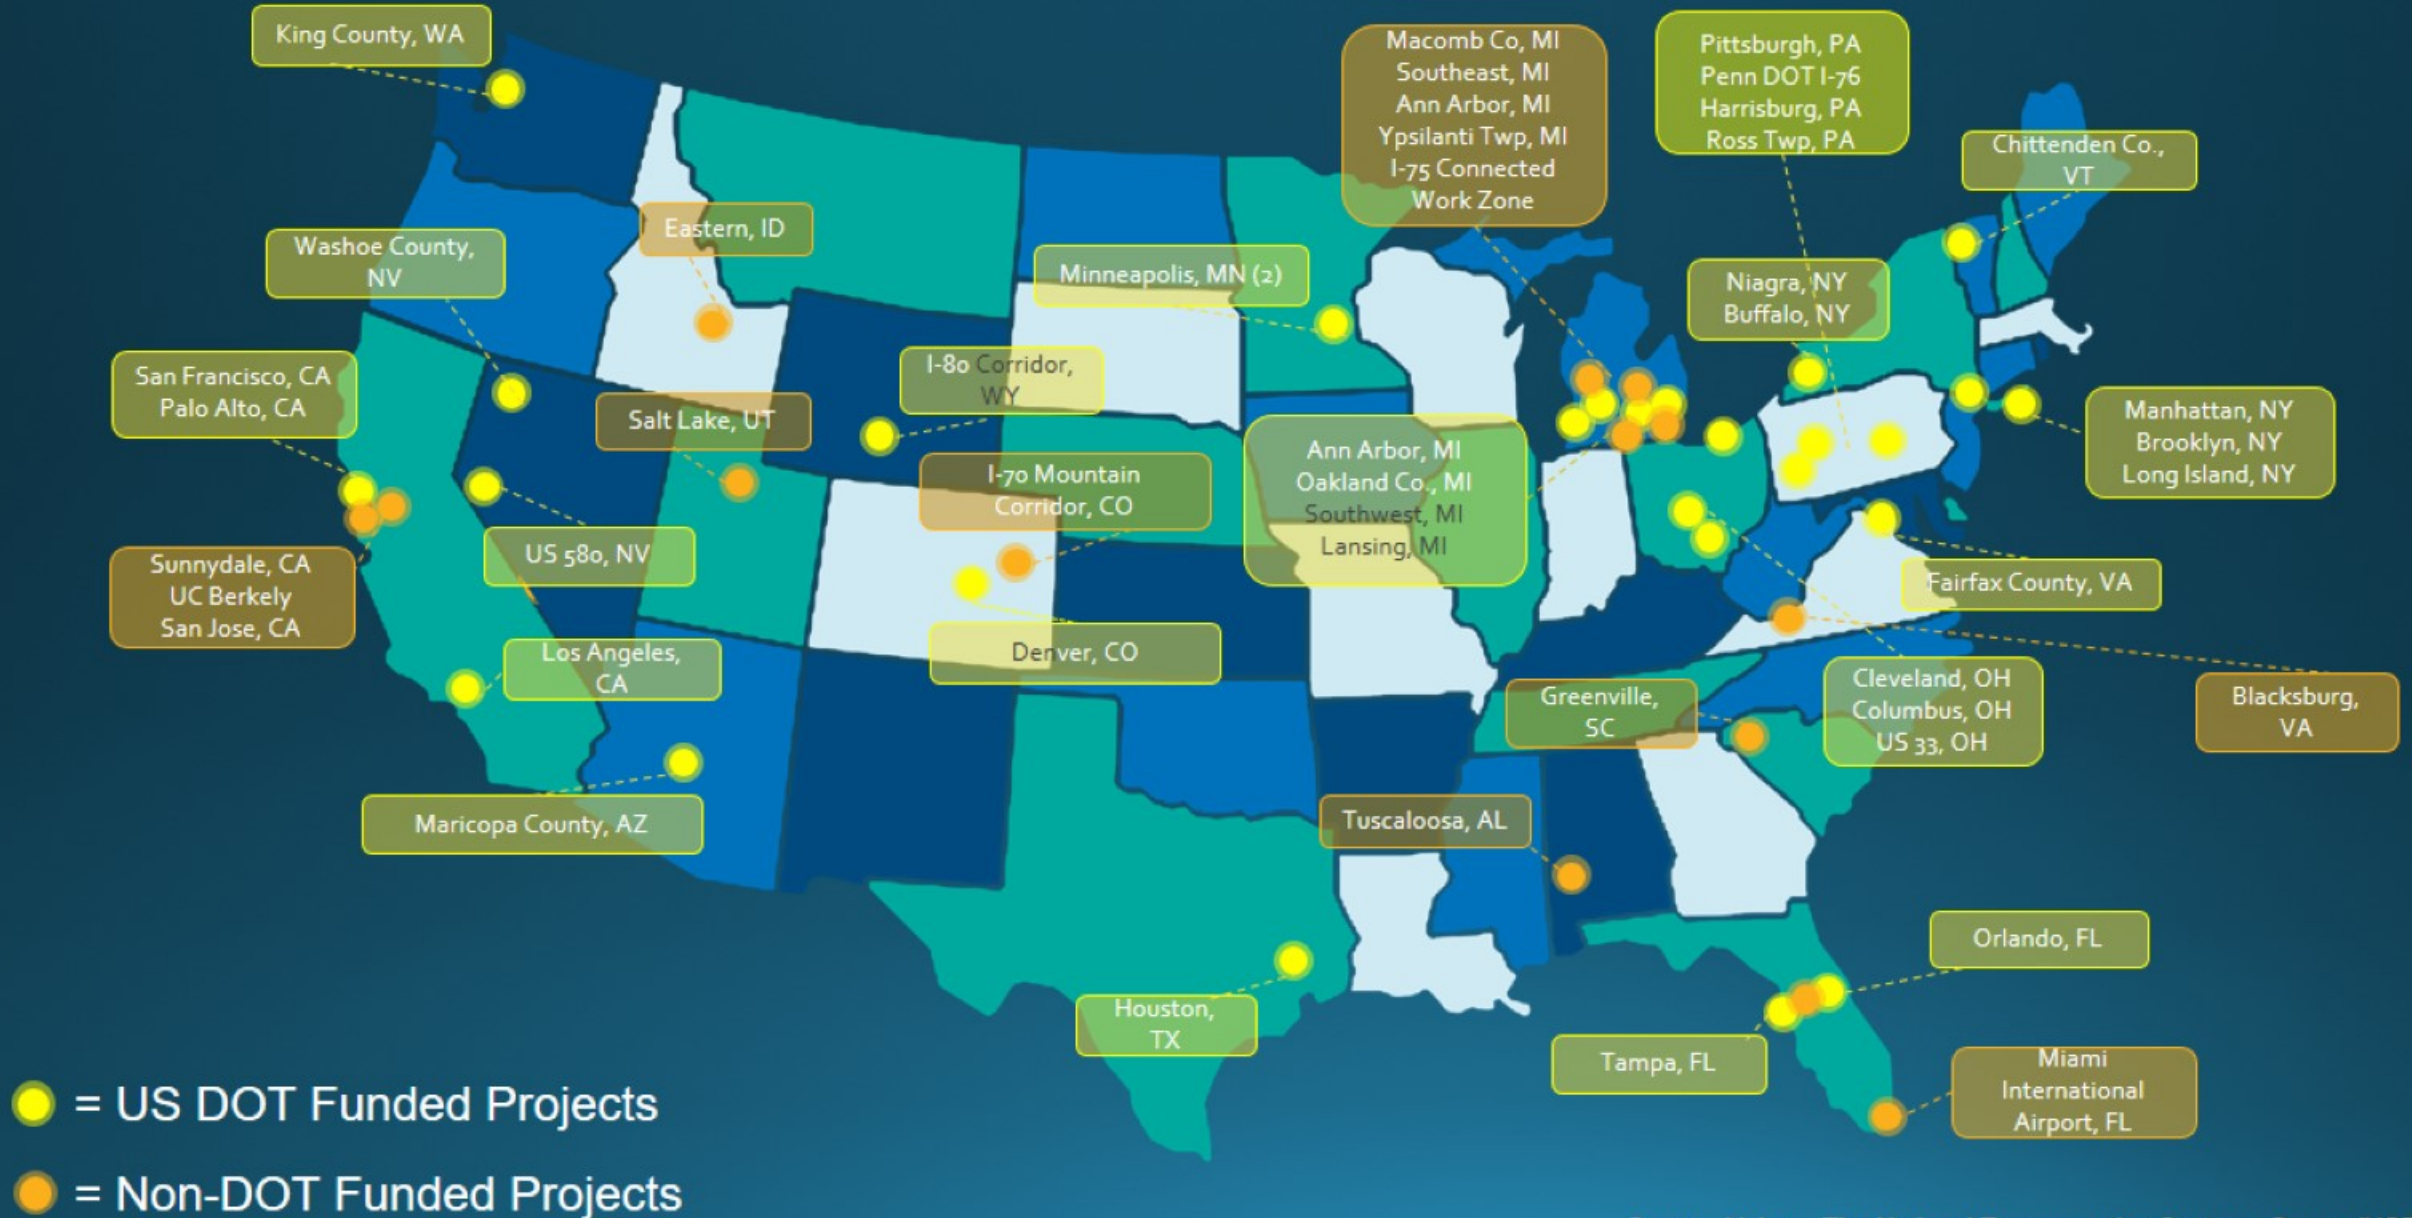 King County, WA
Macomb Co, MI
Southeast, MI
Ann Arbor, MI
Ypsilanti Twp, MI
I-75 Connected
Work Zone
Pittsburgh, PA
Penn DOT I-76
Harrisburg, PA
Ross Twp, PA
Chittenden Co.,
VT
Eastern, ID
Washoe County,
NV
Minneapolis, MN (2)
Niagra, NY
Buffalo, NY
San Francisco, CA
Palo Alto, CA
I-80 Corridor,
WY
Salt Lake, UT
Manhattan, NY
Brooklyn, NY
Long Island, NY
I-70 Mountain
Corridor, CO
Ann Arbor, MI
Oakland Co., MI
Southwest, MI
Lansing, MI
US 580, NV
Sunnydale, CA
UC Berkely
San Jose, CA
Fairfax County, VA
Los Angeles,
CA
Denver, CO
Greenville,
SC
Cleveland, OH
Columbus, OH
US 33, OH
Blacksburg,
VA
Maricopa County, AZ
Tuscaloosa, AL
Orlando, FL
Houston,
TX
Tampa, FL
Miami
International
Airport, FL
= US DOT Funded Projects
= Non-DOT Funded Projects